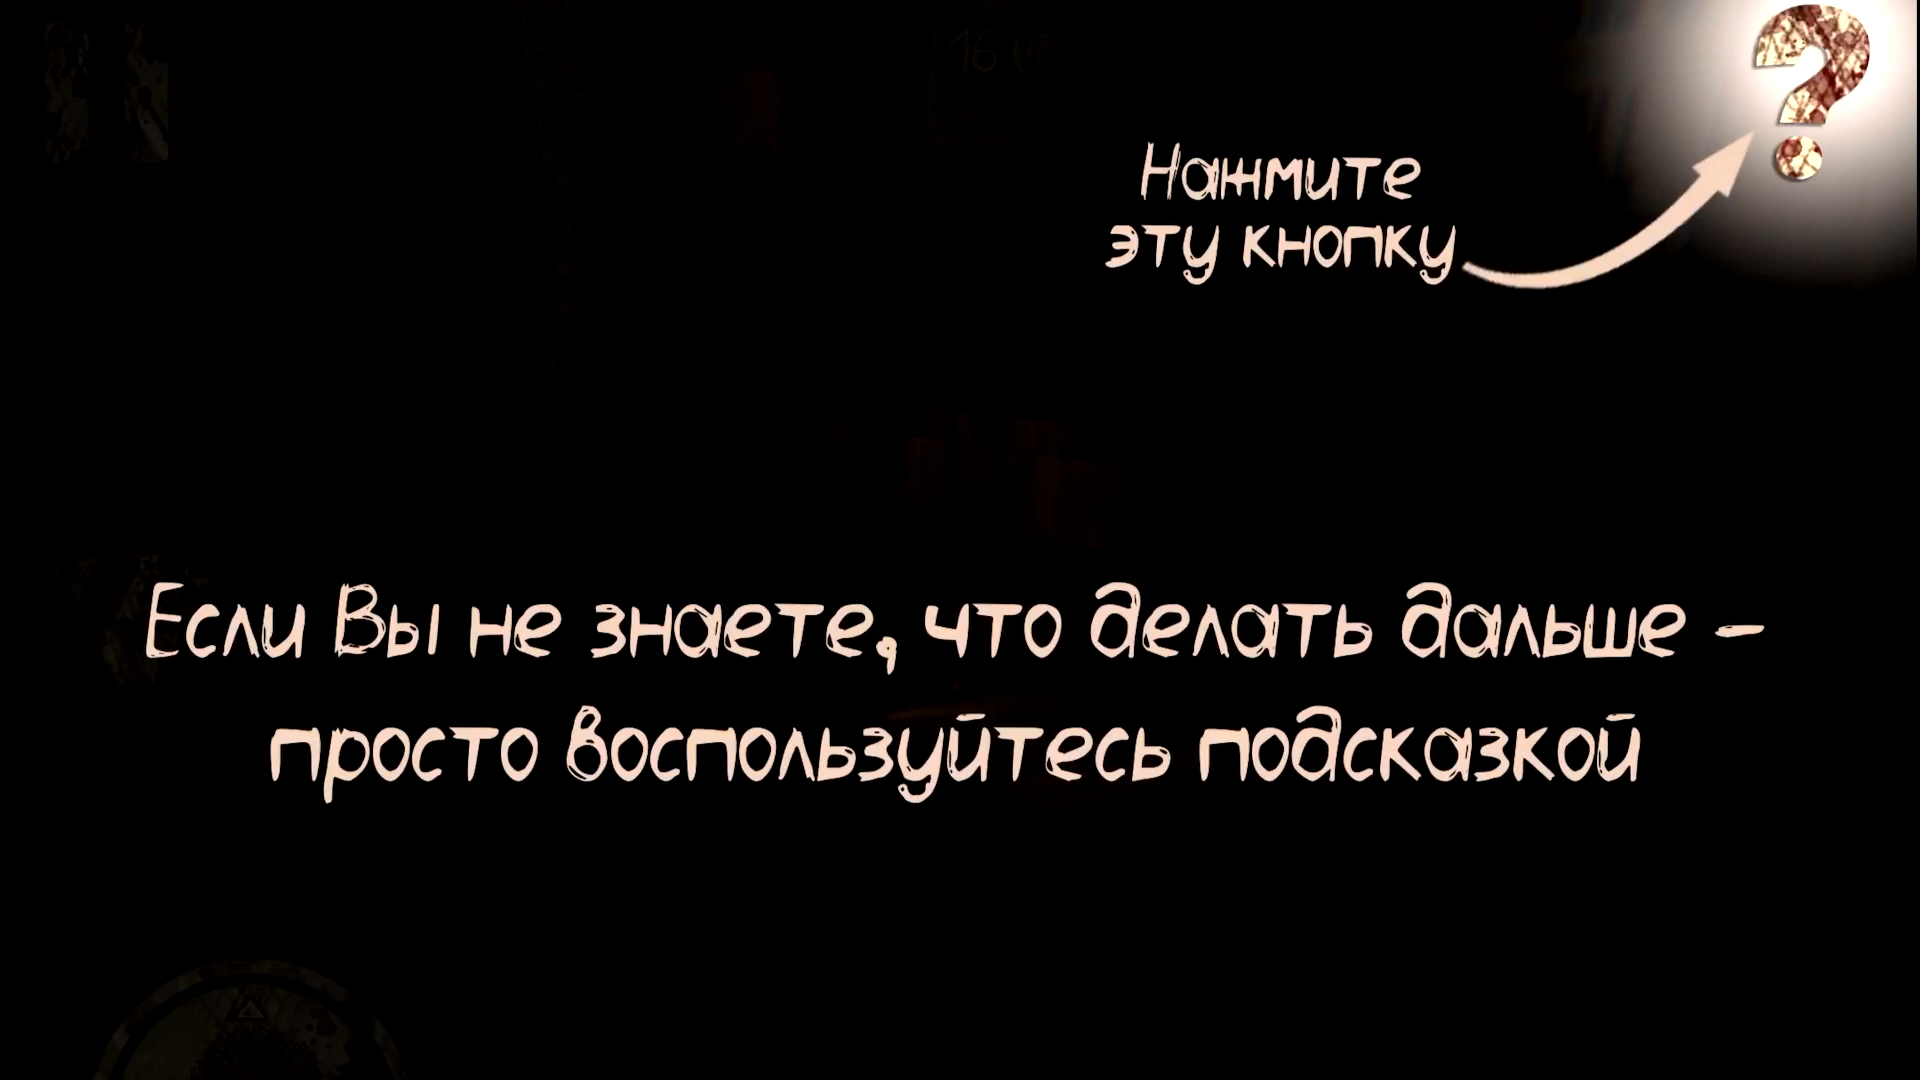 ?
Нажмите
эту кнопку
Если Вы не знаете, что делать дальше –
просто воспользуйтесь подсказкой